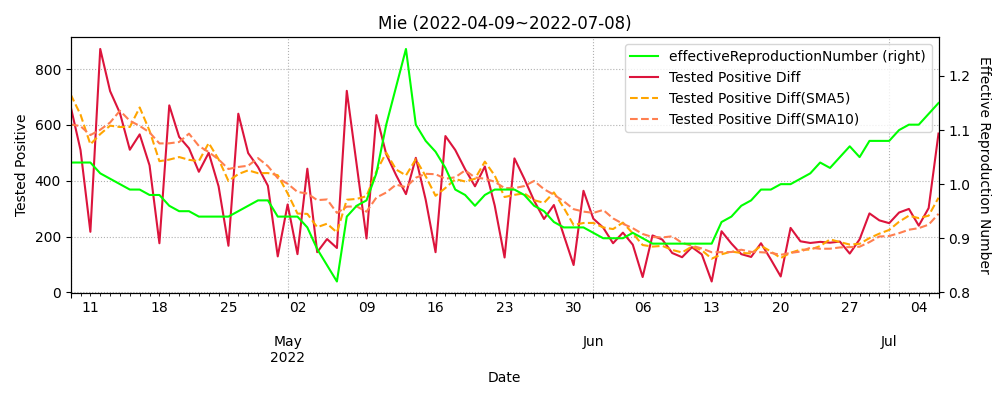 Mie (2022-04-09~2022-07-08)
effectiveReproductionNumber (right)
Tested Positive Diff
Tested Positive Diff(SMA5)
Tested Positive Diff(SMA10)
Tested Positive
800
600
400
200
0
1.2
1.1
1.0
0.9
0.8
Effective Reproduction Number
11 18 25 02 09 16 23 30 06 13 20 27 04
May Jun Jul
2022
Date